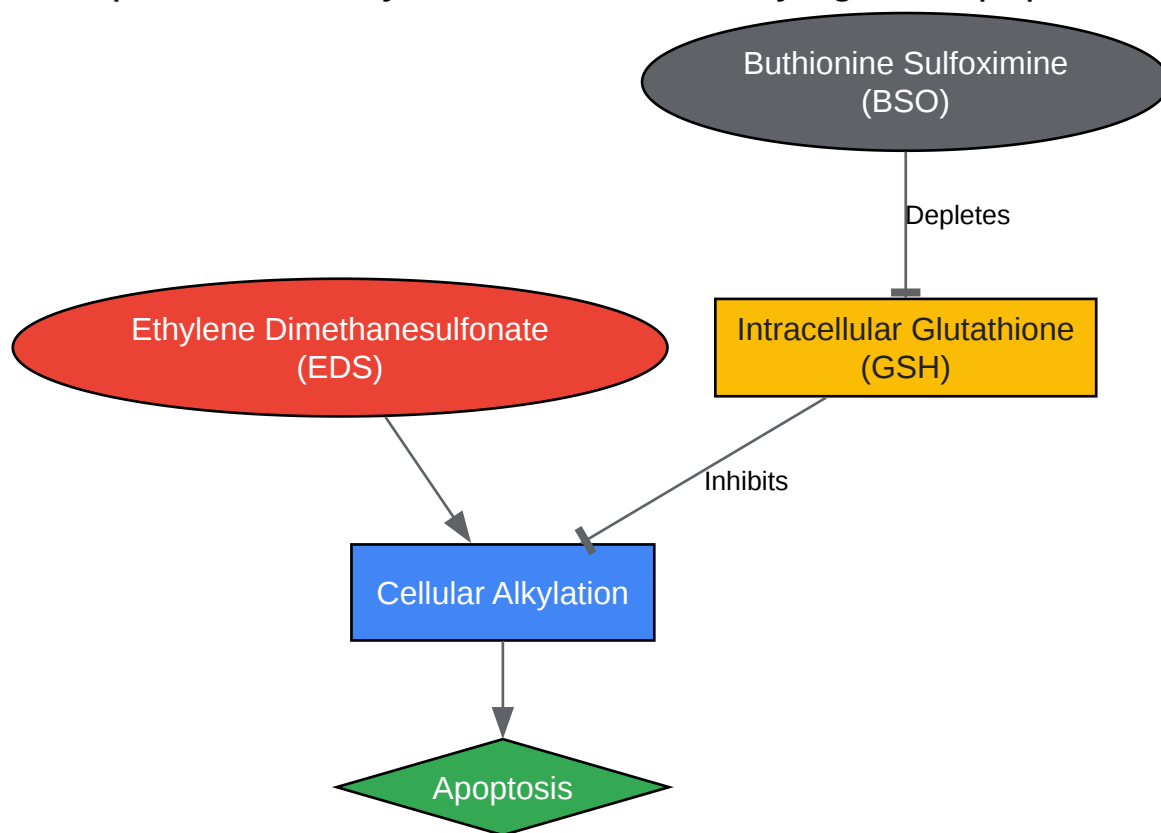 Buthionine Sulfoximine
(BSO)
Depletes
Ethylene Dimethanesulfonate
(EDS)
Intracellular Glutathione
(GSH)
Inhibits
Cellular Alkylation
Apoptosis